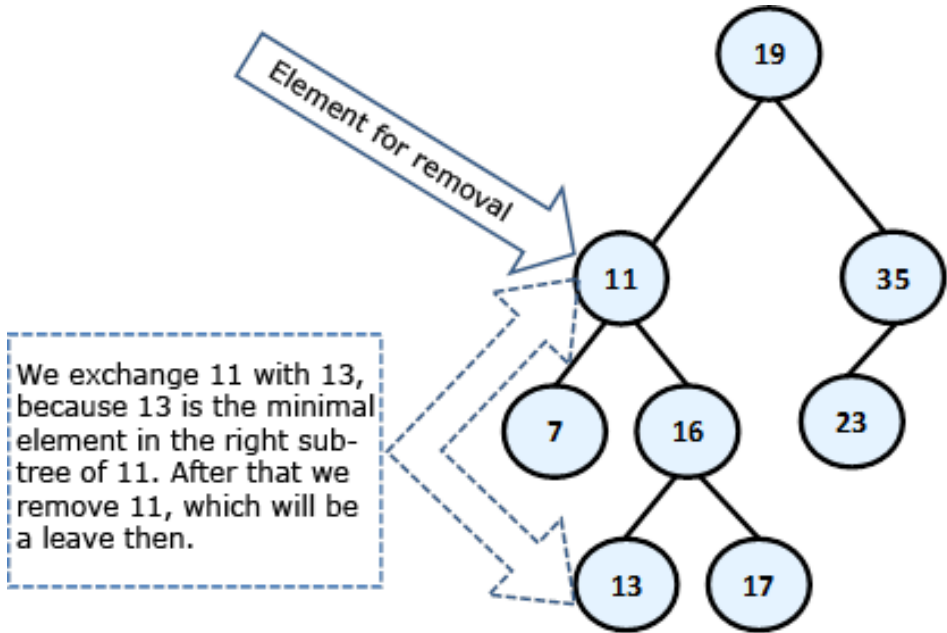 19
Element for removal
11
35
We exchange 11 with 13,
because 13 is the minimal
element in the right sub-
tree of 11. After that we
remove 11, which will be
a leave then.
7
16
23
13
17